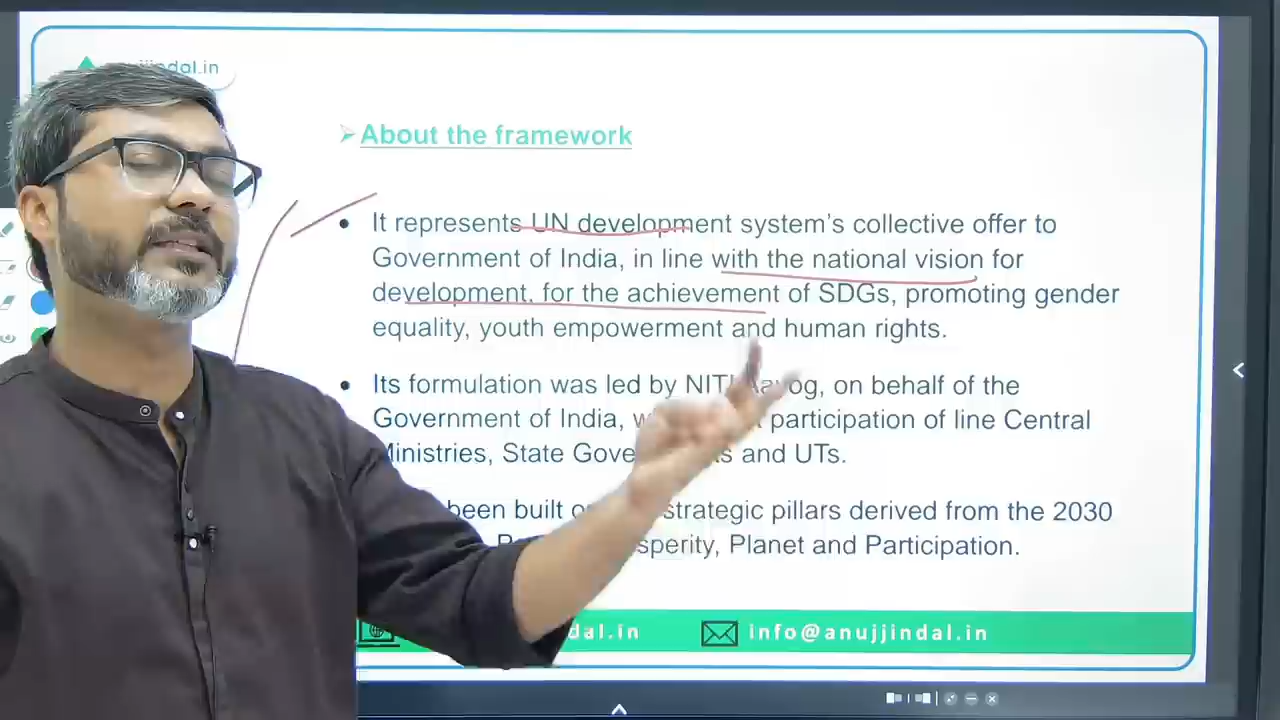 anujjindal.in
About the framework
It represents UN development system’s collective offer to
Government of India, in line with the national vision for
development, for the achievement of SDGs, promoting gender
equality, youth empowerment and human rights.
Its formulation was led by NITI Aayog, on behalf of the
Government of India, participation of line Central
Ministries, State and UTs.
been built strategic pillars derived from the 2030
Planet and Participation.
dal.in info@anujjindal.in